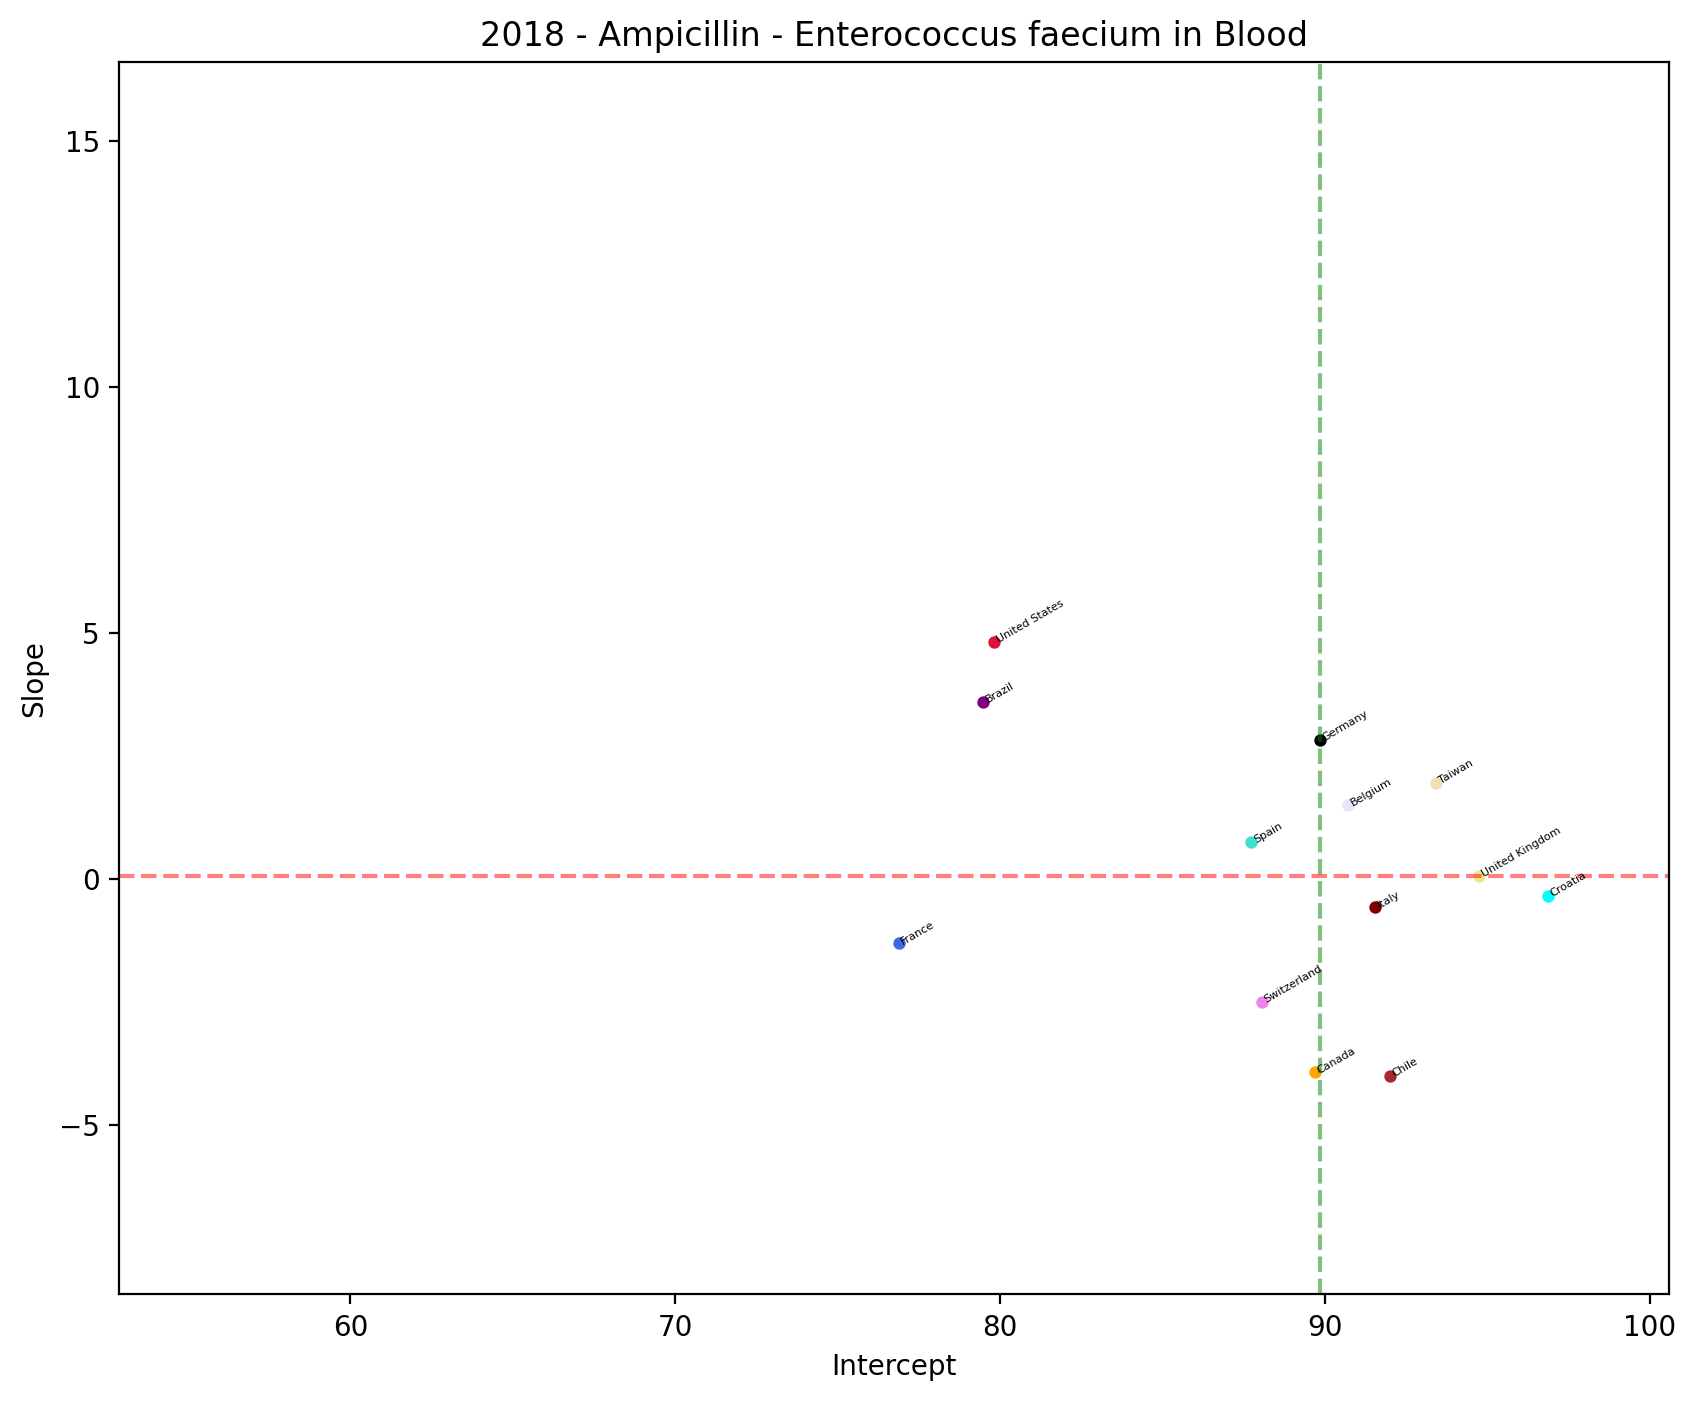 2018 - Ampicillin - Enterococcus faecium in Blood
15
10
5
0
−5
Slope
United States
Brazil
Germany
Taiwan
Belgium
Spain
United Kingdom
Croatia
Italy
France
Switzerland
Canada
Chile
60
70
80
90
100
Intercept